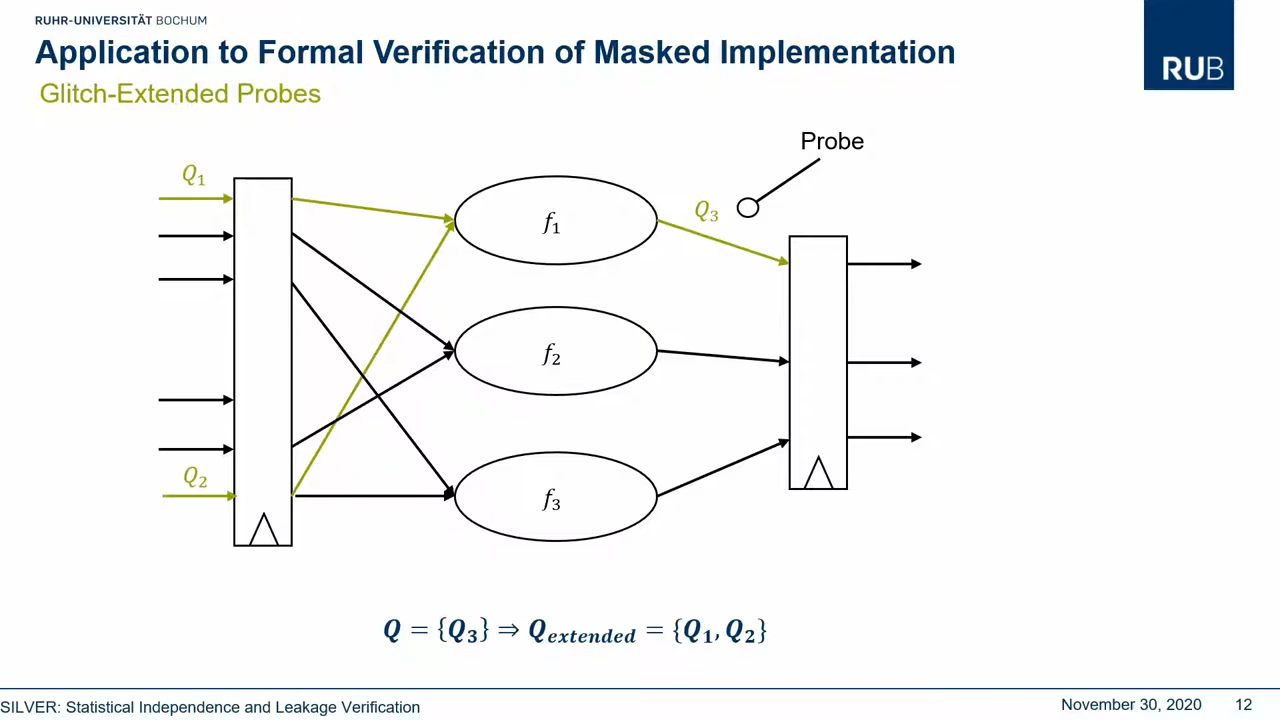 RUHR-UNIVERSITÄT BOCHUM
Application to Formal Verification of Masked Implementation
RUB
Glitch-Extended Probes
Probe
Q₁
Q₃
f₁
f₂
Q₂
f₃
Q = {Q₃} ⇒ Qₑₓₜₑₙdₑd = {Q₁, Q₂}
SILVER: Statistical Independence and Leakage Verification
November 30, 2020
12